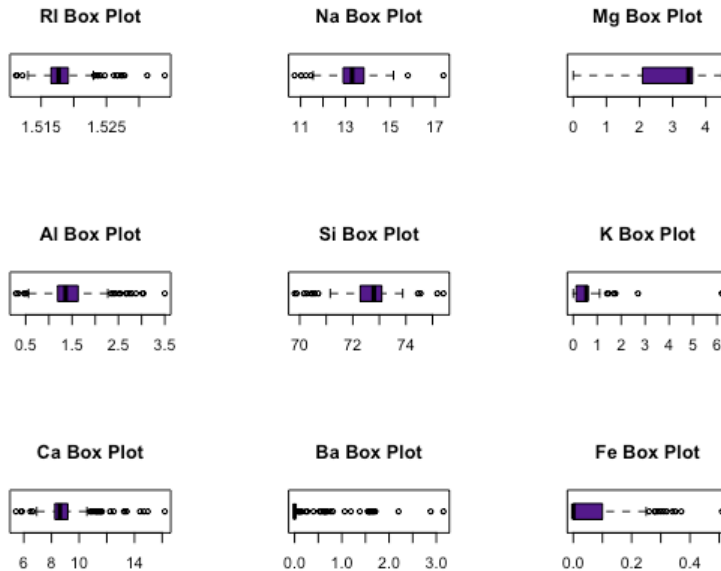 RI Box Plot
1.515 1.525
Na Box Plot
11 13 15 17
Mg Box Plot
0 1 2 3 4
Al Box Plot
0.5 1.5 2.5 3.5
Si Box Plot
70 72 74
K Box Plot
0 1 2 3 4 5 6
Ca Box Plot
6 8 10 14
Ba Box Plot
0.0 1.0 2.0 3.0
Fe Box Plot
0.0 0.2 0.4